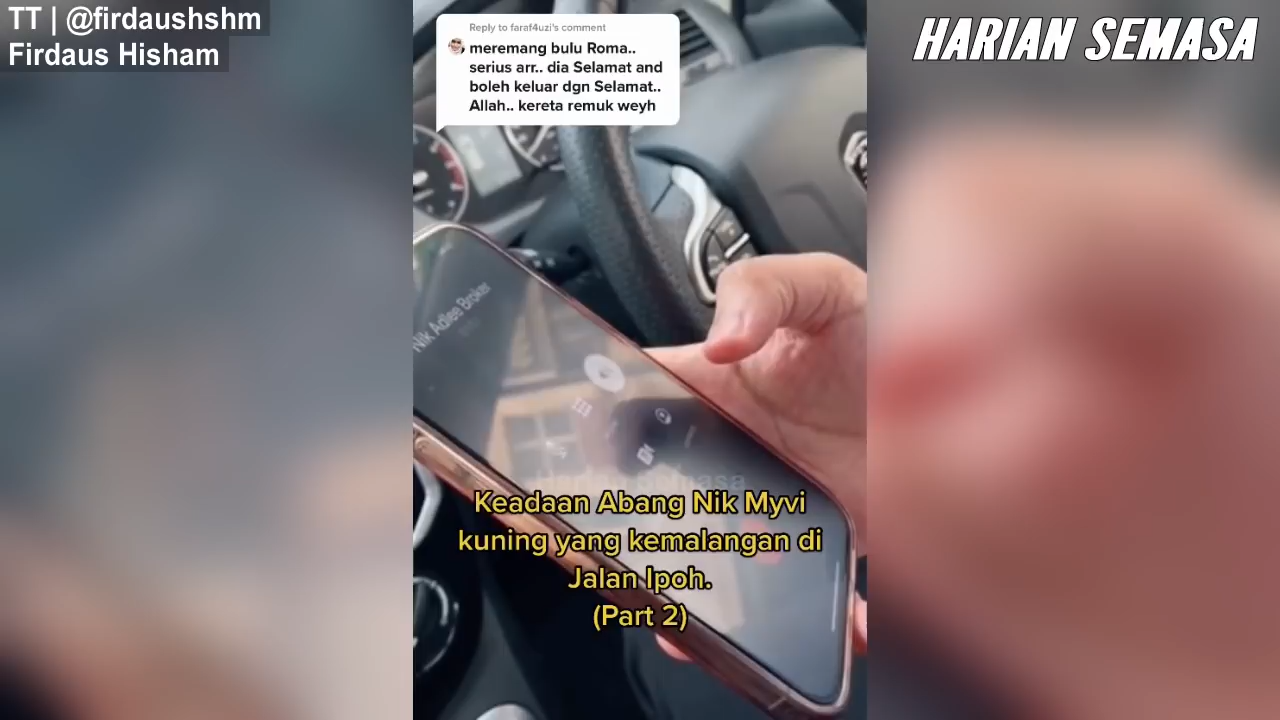 TT | @firdaushshm
Firdaus Hisham
HARIAN SEMASA
Reply to faraf4uzi's comment
meremang bulu Roma..
serius arr.. dia Selamat and
boleh keluar dgn Selamat..
Allah.. kereta remuk weyh
Nik Adlee Broker
Keadaan Abang Nik Myvi
kuning yang kemalangan di
Jalan Ipoh.
(Part 2)